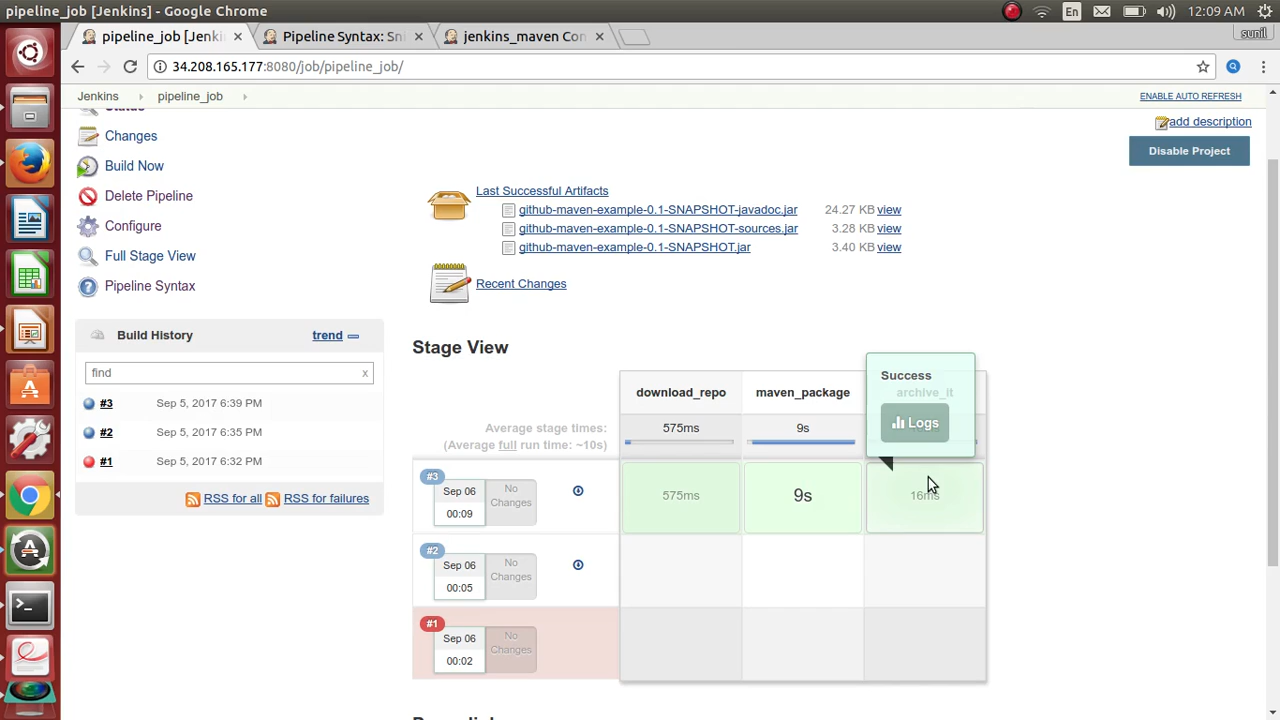 pipeline_job [Jenkins] - Google Chrome
En
12:09 AM
pipeline_job [Jenki
Pipeline Syntax: Sni
jenkins_maven Con
sunil
34.208.165.177:8080/job/pipeline_job/
Jenkins
pipeline_job
ENABLE AUTO REFRESH
Status
add description
Changes
Disable Project
Build Now
Delete Pipeline
Configure
Full Stage View
Pipeline Syntax
Last Successful Artifacts
github-maven-example-0.1-SNAPSHOT-javadoc.jar 24.27 KB view
github-maven-example-0.1-SNAPSHOT-sources.jar 3.28 KB view
github-maven-example-0.1-SNAPSHOT.jar 3.40 KB view
Recent Changes
Build History
trend
find
x
#3 Sep 5, 2017 6:39 PM
#2 Sep 5, 2017 6:35 PM
#1 Sep 5, 2017 6:32 PM
RSS for all
RSS for failures
Stage View
download_repo
maven_package
archive_it
Success
Logs
Average stage times:
(Average full run time: ~10s)
575ms
9s
#3
Sep 06
00:09
No
Changes
575ms
9s
16ms
#2
Sep 06
00:05
No
Changes
#1
Sep 06
00:02
No
Changes